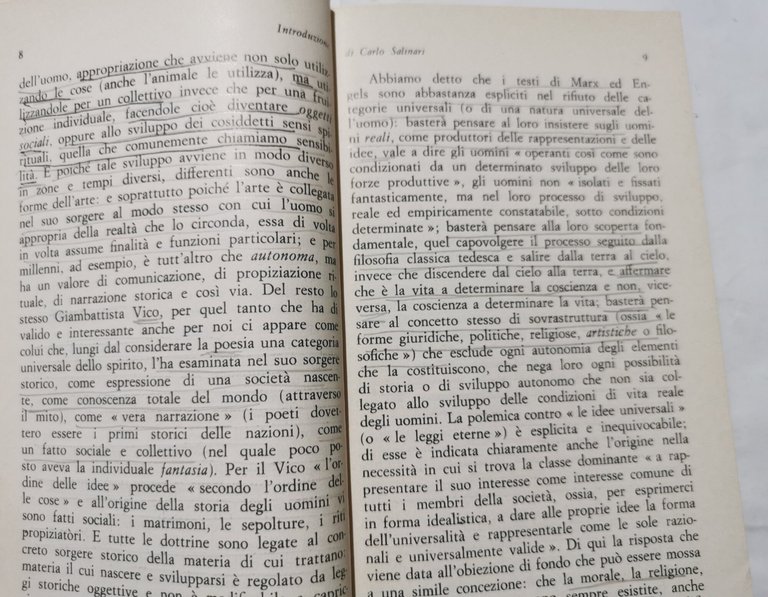 8
Introduzione
dell'uomo, appropriazione che avviene non solo utiliz-
zando le cose (anche l'animale le utilizza), ma uti-
lizzandole per un collettivo invece che per una frui-
zione individuale, facendole cioè diventare oggetti
sociali, oppure allo sviluppo dei cosiddetti sensi spi-
rituali, quella che comunemente chiamiamo sensibi-
lità. E poiché tale sviluppo avviene in modo diverso
in zone e tempi diversi, differenti sono anche le
forme dell'arte: e soprattutto poiché l'arte è collegata
nel suo sorgere al modo stesso con cui l'uomo si
appropria della realtà che lo circonda, essa di volta
in volta assume finalità e funzioni particolari; e per
millenni, ad esempio, è tutt'altro che autonoma, ma
ha un valore di comunicazione, di propiziazione ri-
tuale, di narrazione storica e così via. Del resto lo
stesso Giambattista Vico, per quel tanto che ha di
valido e interessante anche per noi ci appare come
colui che, lungi dal considerare la poesia una categoria
universale dello spirito, l'ha esaminata nel suo sorgere
storico, come espressione di una società nascen-
te, come conoscenza totale del mondo (attraverso
il mito), come « vera narrazione » (i poeti dovet-
tero essere i primi storici delle nazioni), come
un fatto sociale e collettivo (nel quale poco po-
sto aveva la individuale fantasia). Per il Vico « l'or-
dine delle idee » procede « secondo l'ordine del-
le cose » e all'origine della storia degli uomini vi
sono fatti sociali: i matrimoni, le sepolture, i riti
propiziatòri. E tutte le dottrine sono legate al con-
creto sorgere storico della materia di cui trattano:
materia il cui nascere e svilupparsi è regolato da leg-
gi storiche oggettive e non è
di Carlo Salinari
9
Abbiamo detto che i testi di Marx ed En-
gels sono abbastanza espliciti nel rifiuto delle ca-
tegorie universali (o di una natura universale del-
l'uomo): basterà pensare al loro insistere sugli uomi-
ni reali, come produttori delle rappresentazioni e delle
idee, vale a dire gli uomini « operanti così come sono
condizionati da un determinato sviluppo delle loro
forze produttive », gli uomini non « isolati e fissati
fantasticamente, ma nel loro processo di sviluppo,
reale ed empiricamente constatabile, sotto condizioni
determinate »; basterà pensare alla loro scoperta fon-
damentale, quel capovolgere il processo seguito dalla
filosofia classica tedesca e salire dalla terra al cielo,
invece che discendere dal cielo alla terra, e affermare
che è la vita a determinare la coscienza e non, vice-
versa, la coscienza a determinare la vita; basterà pen-
sare al concetto stesso di sovrastruttura (ossia « le
forme giuridiche, politiche, religiose, artistiche o filo-
sofiche ») che esclude ogni autonomia degli elementi
che la costituiscono, che nega loro ogni possibilità
di storia o di sviluppo autonomo che non sia col-
legato allo sviluppo delle condizioni di vita reale
degli uomini. La polemica contro « le idee universali »
(o « le leggi eterne ») è esplicita e inequivocabile;
di esse è indicata chiaramente anche l'origine nella
necessità in cui si trova la classe dominante « a rap-
presentare il suo interesse come interesse comune di
tutti i membri della società, ossia, per esprimerci
in forma idealistica, a dare alle proprie idee la forma
dell'universalità e rappresentarle come le sole razio-
nali e universalmente valide ». Di qui la risposta che
viene data all'obiezione di fondo che può essere mossa
a una simile concezione: che la morale, la religione,
sempre esistite, anche